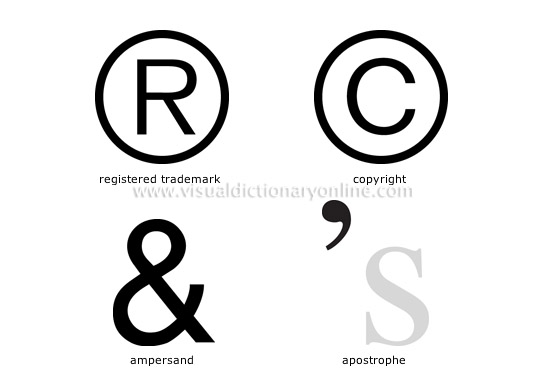 ® ©
registered trademark copyright
www.visualdictionaryonline.com
& ’s
ampersand apostrophe